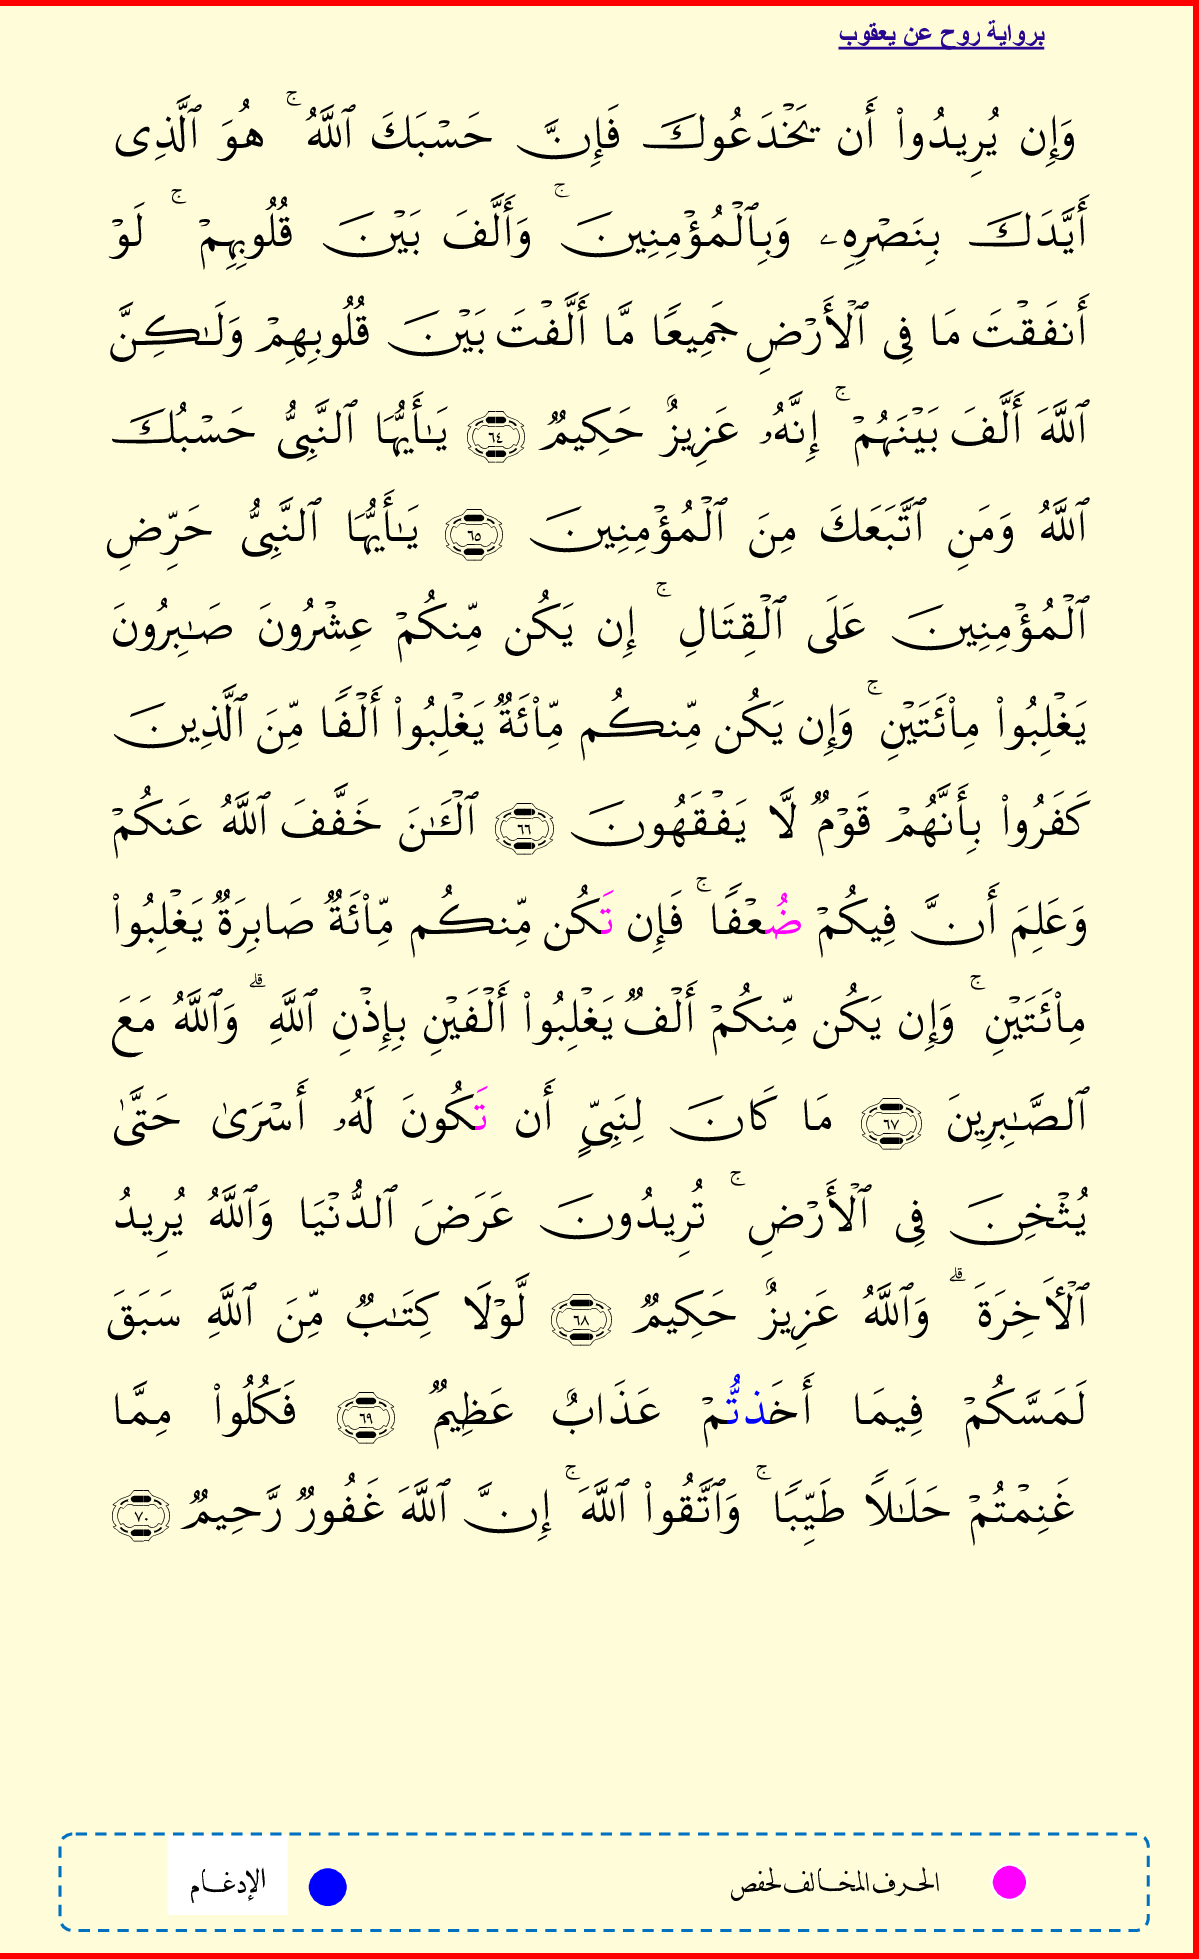 برواية روح عن يعقوب
وَإِن يُرِيدُوا۟ أَن يَخْدَعُوكَ فَإِنَّ حَسْبَكَ ٱللَّهُ ۚ هُوَ ٱلَّذِى
أَيَّدَكَ بِنَصْرِهِۦ وَبِٱلْمُؤْمِنِينَ ۚ وَأَلَّفَ بَيْنَ قُلُوبِهِمْ ۚ لَوْ
أَنفَقْتَ مَا فِى ٱلْأَرْضِ جَمِيعًا مَّا أَلَّفْتَ بَيْنَ قُلُوبِهِمْ وَلَـٰكِنَّ
ٱللَّهَ أَلَّفَ بَيْنَهُمْ ۚ إِنَّهُۥ عَزِيزٌ حَكِيمٌ ٦٤ يَـٰأَيُّهَا ٱلنَّبِىُّ حَسْبُكَ
ٱللَّهُ وَمَنِ ٱتَّبَعَكَ مِنَ ٱلْمُؤْمِنِينَ ٦٥ يَـٰأَيُّهَا ٱلنَّبِىُّ حَرِّضِ
ٱلْمُؤْمِنِينَ عَلَى ٱلْقِتَالِ ۚ إِن يَكُن مِّنكُمْ عِشْرُونَ صَـٰبِرُونَ
يَغْلِبُوا۟ مِا۟ئَتَيْنِ ۚ وَإِن يَكُن مِّنكُم مِّا۟ئَةٌ يَغْلِبُوا۟ أَلْفًا مِّنَ ٱلَّذِينَ
كَفَرُوا۟ بِأَنَّهُمْ قَوْمٌ لَّا يَفْقَهُونَ ٦٦ ٱلْـَٔـٰنَ خَفَّفَ ٱللَّهُ عَنكُمْ
وَعَلِمَ أَنَّ فِيكُمْ ضُعْفًا ۚ فَإِن تَكُن مِّنكُم مِّا۟ئَةٌ صَابِرَةٌ يَغْلِبُوا۟
مِا۟ئَتَيْنِ ۚ وَإِن يَكُن مِّنكُمْ أَلْفٌ يَغْلِبُوا۟ أَلْفَيْنِ بِإِذْنِ ٱللَّهِ ۗ وَٱللَّهُ مَعَ
ٱلصَّـٰبِرِينَ ٦٧ مَا كَانَ لِنَبِىٍّ أَن تَكُونَ لَهُۥ أَسْرَىٰ حَتَّىٰ
يُثْخِنَ فِى ٱلْأَرْضِ ۚ تُرِيدُونَ عَرَضَ ٱلدُّنْيَا وَٱللَّهُ يُرِيدُ
ٱلْـَٔاخِرَةَ ۗ وَٱللَّهُ عَزِيزٌ حَكِيمٌ ٦٨ لَّوْلَا كِتَـٰبٌ مِّنَ ٱللَّهِ سَبَقَ
لَمَسَّكُمْ فِيمَا أَخَذتُّمْ عَذَابٌ عَظِيمٌ ٦٩ فَكُلُوا۟ مِمَّا
غَنِمْتُمْ حَلَـٰلًا طَيِّبًا ۚ وَٱتَّقُوا۟ ٱللَّهَ ۚ إِنَّ ٱللَّهَ غَفُورٌ رَّحِيمٌ ٧٠
الحرف المخالف لحفص
الإدغام